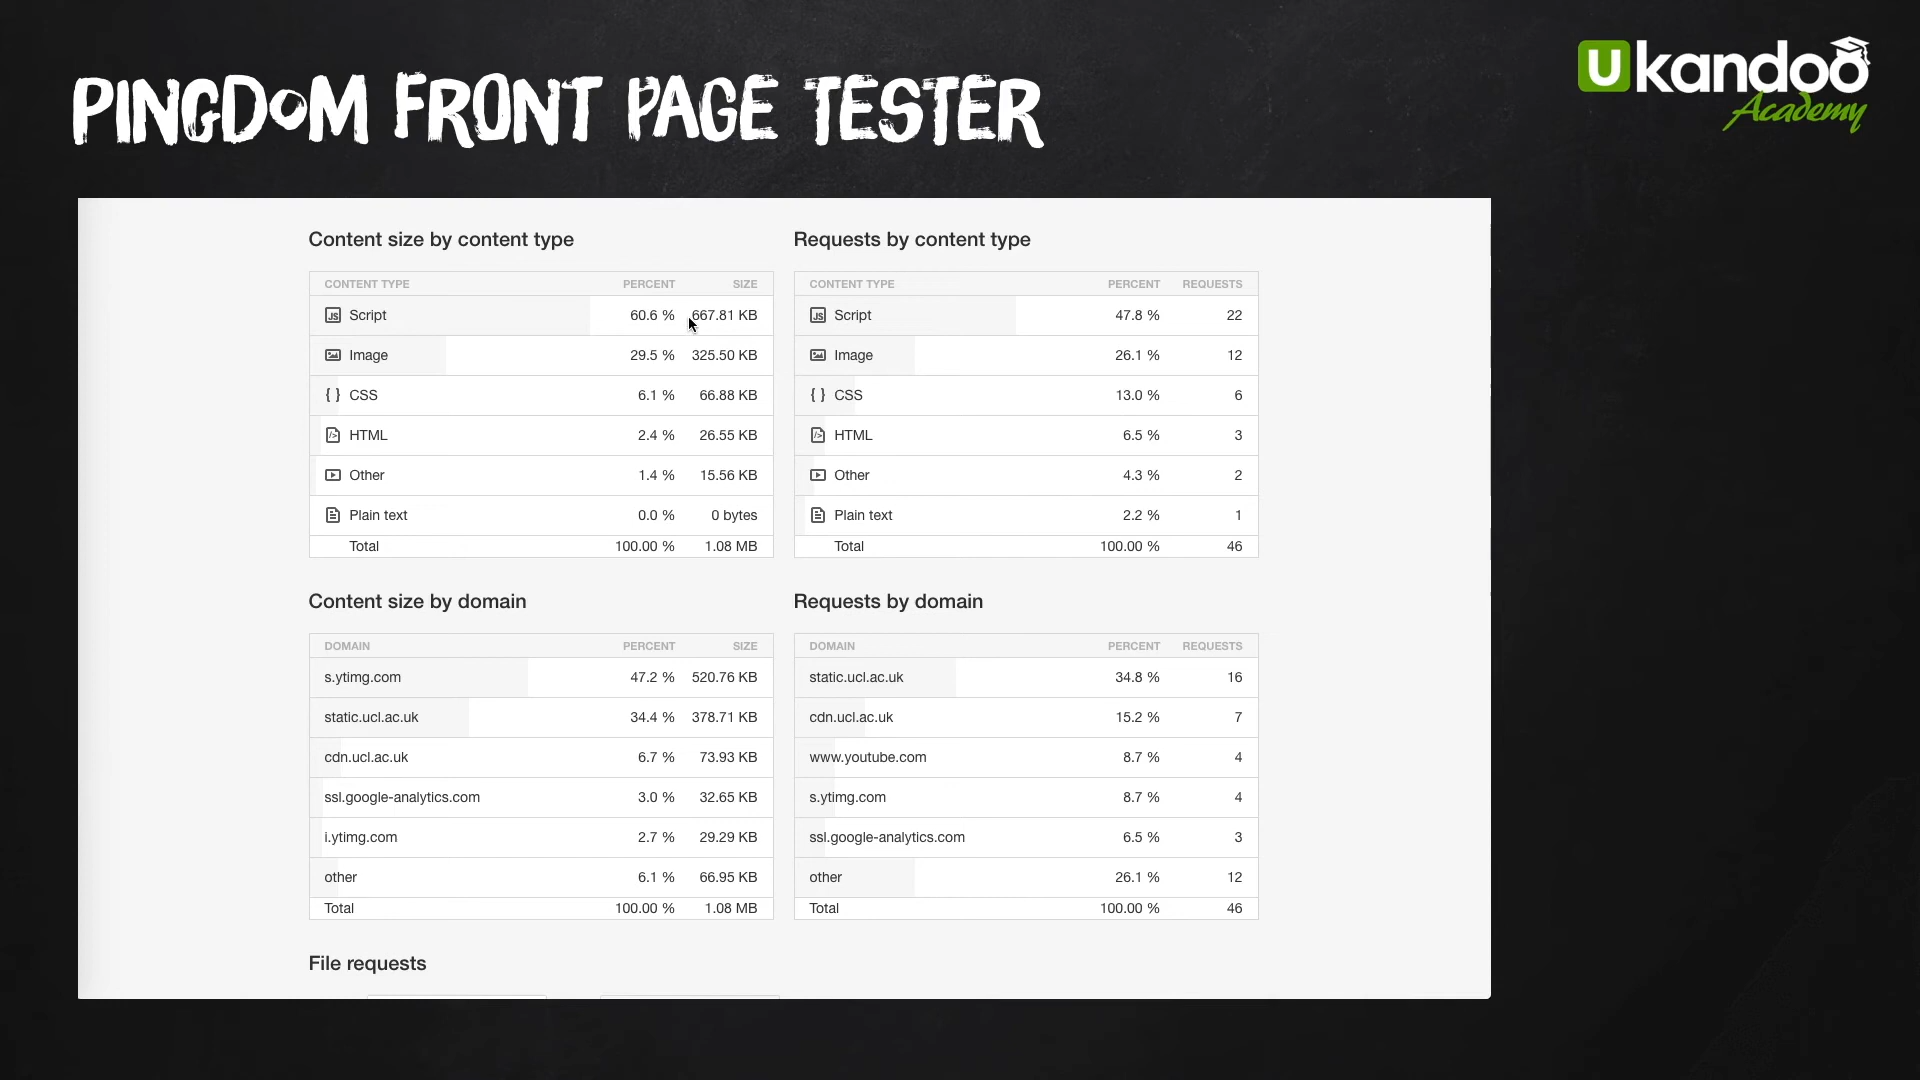 PINGDOM FRONT PAGE TESTER
Ukandoo
Academy
Content size by content type
CONTENT TYPE PERCENT SIZE
JS Script 60.6 % 667.81 KB
Image 29.5 % 325.50 KB
{ } CSS 6.1 % 66.88 KB
HTML 2.4 % 26.55 KB
Other 1.4 % 15.56 KB
Plain text 0.0 % 0 bytes
Total 100.00 % 1.08 MB
Requests by content type
CONTENT TYPE PERCENT REQUESTS
JS Script 47.8 % 22
Image 26.1 % 12
{ } CSS 13.0 % 6
HTML 6.5 % 3
Other 4.3 % 2
Plain text 2.2 % 1
Total 100.00 % 46
Content size by domain
DOMAIN PERCENT SIZE
s.ytimg.com 47.2 % 520.76 KB
static.ucl.ac.uk 34.4 % 378.71 KB
cdn.ucl.ac.uk 6.7 % 73.93 KB
ssl.google-analytics.com 3.0 % 32.65 KB
i.ytimg.com 2.7 % 29.29 KB
other 6.1 % 66.95 KB
Total 100.00 % 1.08 MB
Requests by domain
DOMAIN PERCENT REQUESTS
static.ucl.ac.uk 34.8 % 16
cdn.ucl.ac.uk 15.2 % 7
www.youtube.com 8.7 % 4
s.ytimg.com 8.7 % 4
ssl.google-analytics.com 6.5 % 3
other 26.1 % 12
Total 100.00 % 46
File requests